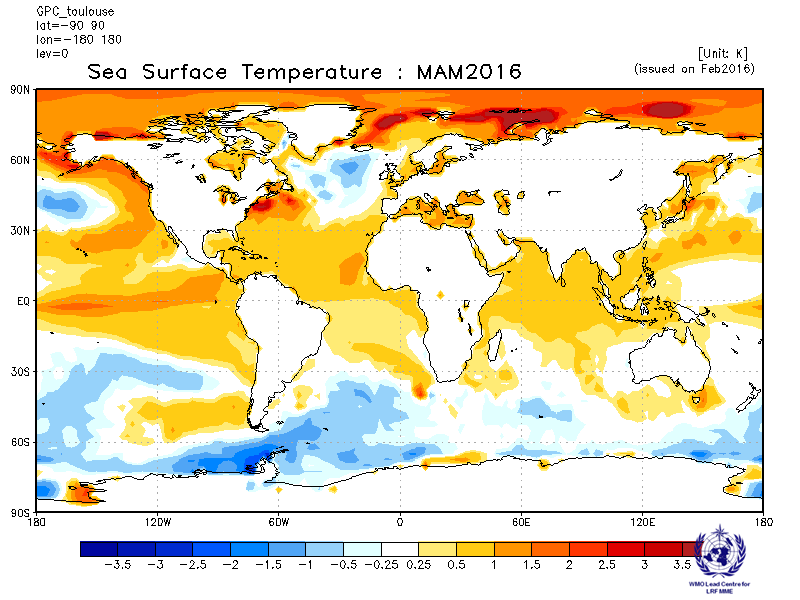 GPC_toulouse
lat=-90 90
lon=-180 180
lev=0
[Unit: K]
Sea Surface Temperature : MAM2016
(issued on Feb2016)
90N
60N
30N
EQ
30S
60S
90S
180 120W 60W 0 60E 120E 180
-3.5 -3 -2.5 -2 -1.5 -1 -0.5 -0.25 0.25 0.5 1 1.5 2 2.5 3 3.5
WMO Lead Centre for
LRF MME